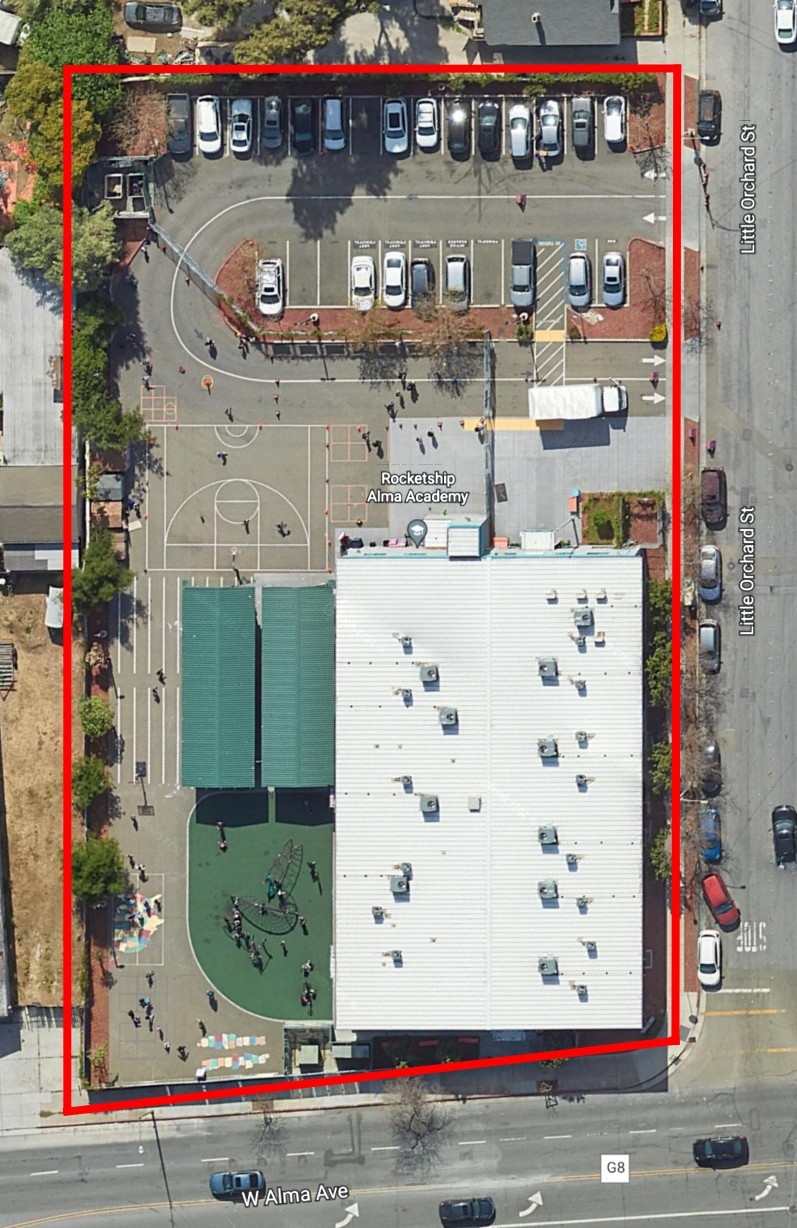 Little Orchard St
Rocketship
Alma Academy
Little Orchard St
STOP
G8
W Alma Ave